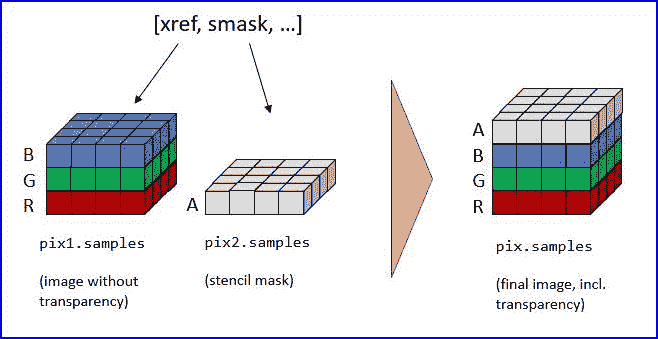 [xref, smask, …]
B
G
R
pix1.samples
(image without
transparency)
A
pix2.samples
(stencil mask)
A
B
G
R
pix.samples
(final image, incl.
transparency)